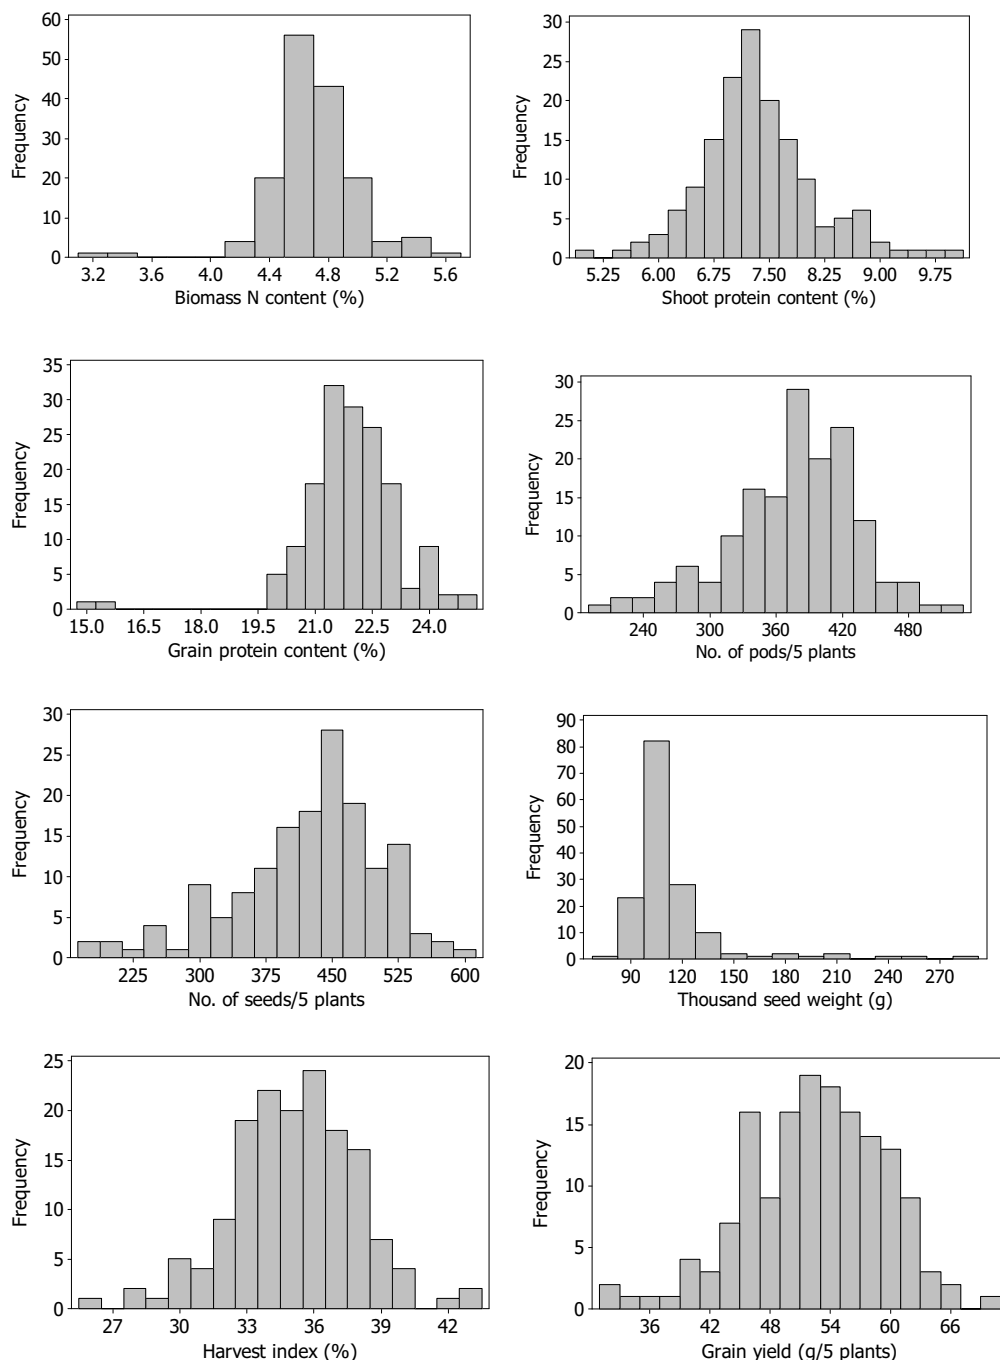 60
50
40
30
20
10
0
Frequency
3.2 3.6 4.0 4.4 4.8 5.2 5.6
Biomass N content (%)
30
25
20
15
10
5
0
Frequency
5.25 6.00 6.75 7.50 8.25 9.00 9.75
Shoot protein content (%)
35
30
25
20
15
10
5
0
Frequency
15.0 16.5 18.0 19.5 21.0 22.5 24.0
Grain protein content (%)
30
25
20
15
10
5
0
Frequency
240 300 360 420 480
No. of pods/5 plants
30
25
20
15
10
5
0
Frequency
225 300 375 450 525 600
No. of seeds/5 plants
90
80
70
60
50
40
30
20
10
0
Frequency
90 120 150 180 210 240 270
Thousand seed weight (g)
25
20
15
10
5
0
Frequency
27 30 33 36 39 42
Harvest index (%)
20
15
10
5
0
Frequency
36 42 48 54 60 66
Grain yield (g/5 plants)